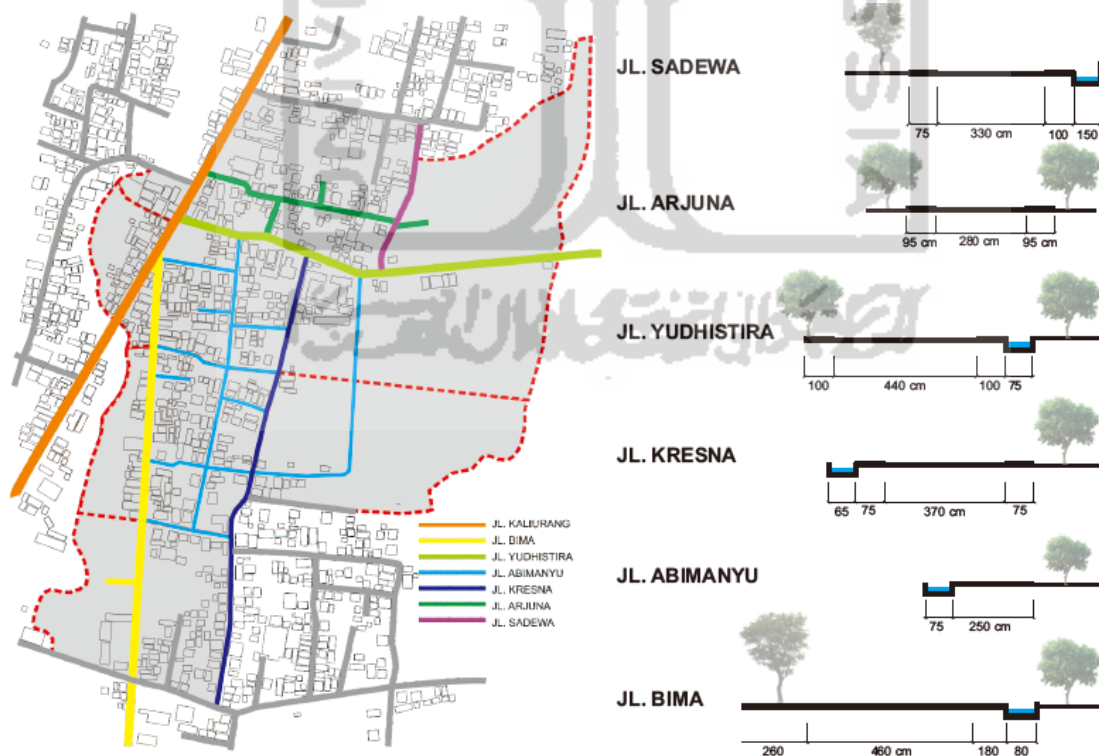 JL. SADEWA
75 330 cm 100 150
JL. ARJUNA
95 cm 280 cm 95 cm
JL. YUDHISTIRA
100 440 cm 100 75
JL. KRESNA
65 75 370 cm 75
JL. ABIMANYU
75 250 cm
JL. BIMA
260 460 cm 180 80
JL. KALIURANG
JL. BIMA
JL. YUDHISTIRA
JL. ABIMANYU
JL. KRESNA
JL. ARJUNA
JL. SADEWA